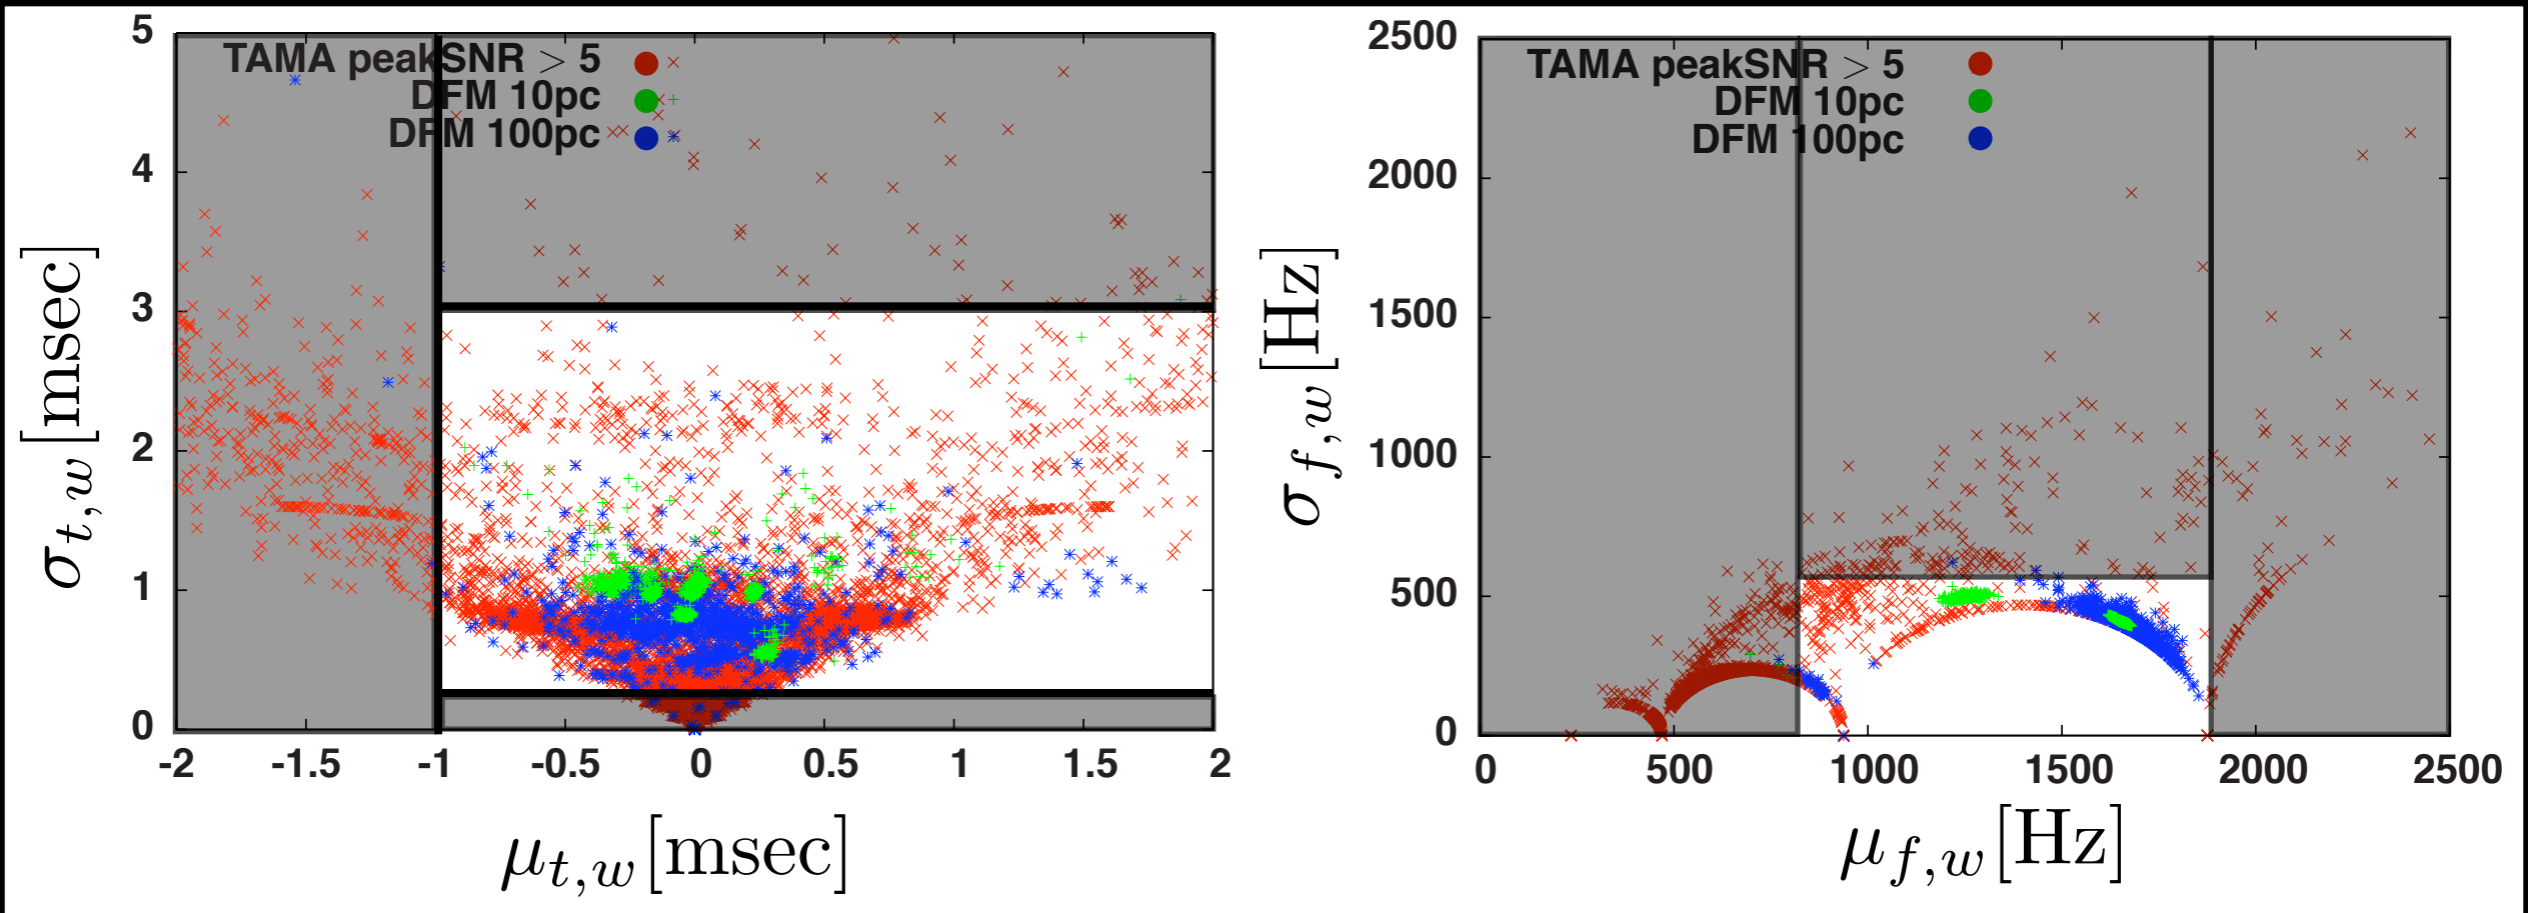 5
4
3
2
1
0
-2 -1.5 -1 -0.5 0 0.5 1 1.5 2
σt,w[msec]
μt,w[msec]
TAMA peakSNR > 5
DFM 10pc
DFM 100pc
2500
2000
1500
1000
500
0
0 500 1000 1500 2000 2500
σf,w[Hz]
μf,w[Hz]
TAMA peakSNR > 5
DFM 10pc
DFM 100pc